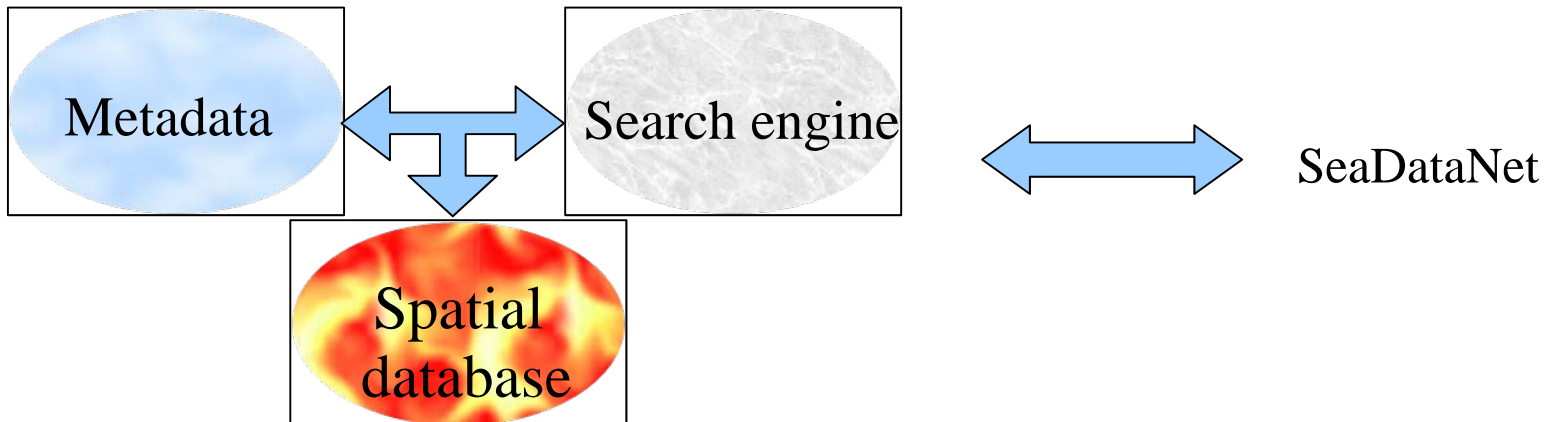 Metadata
Search engine
SeaDataNet
Spatial
database